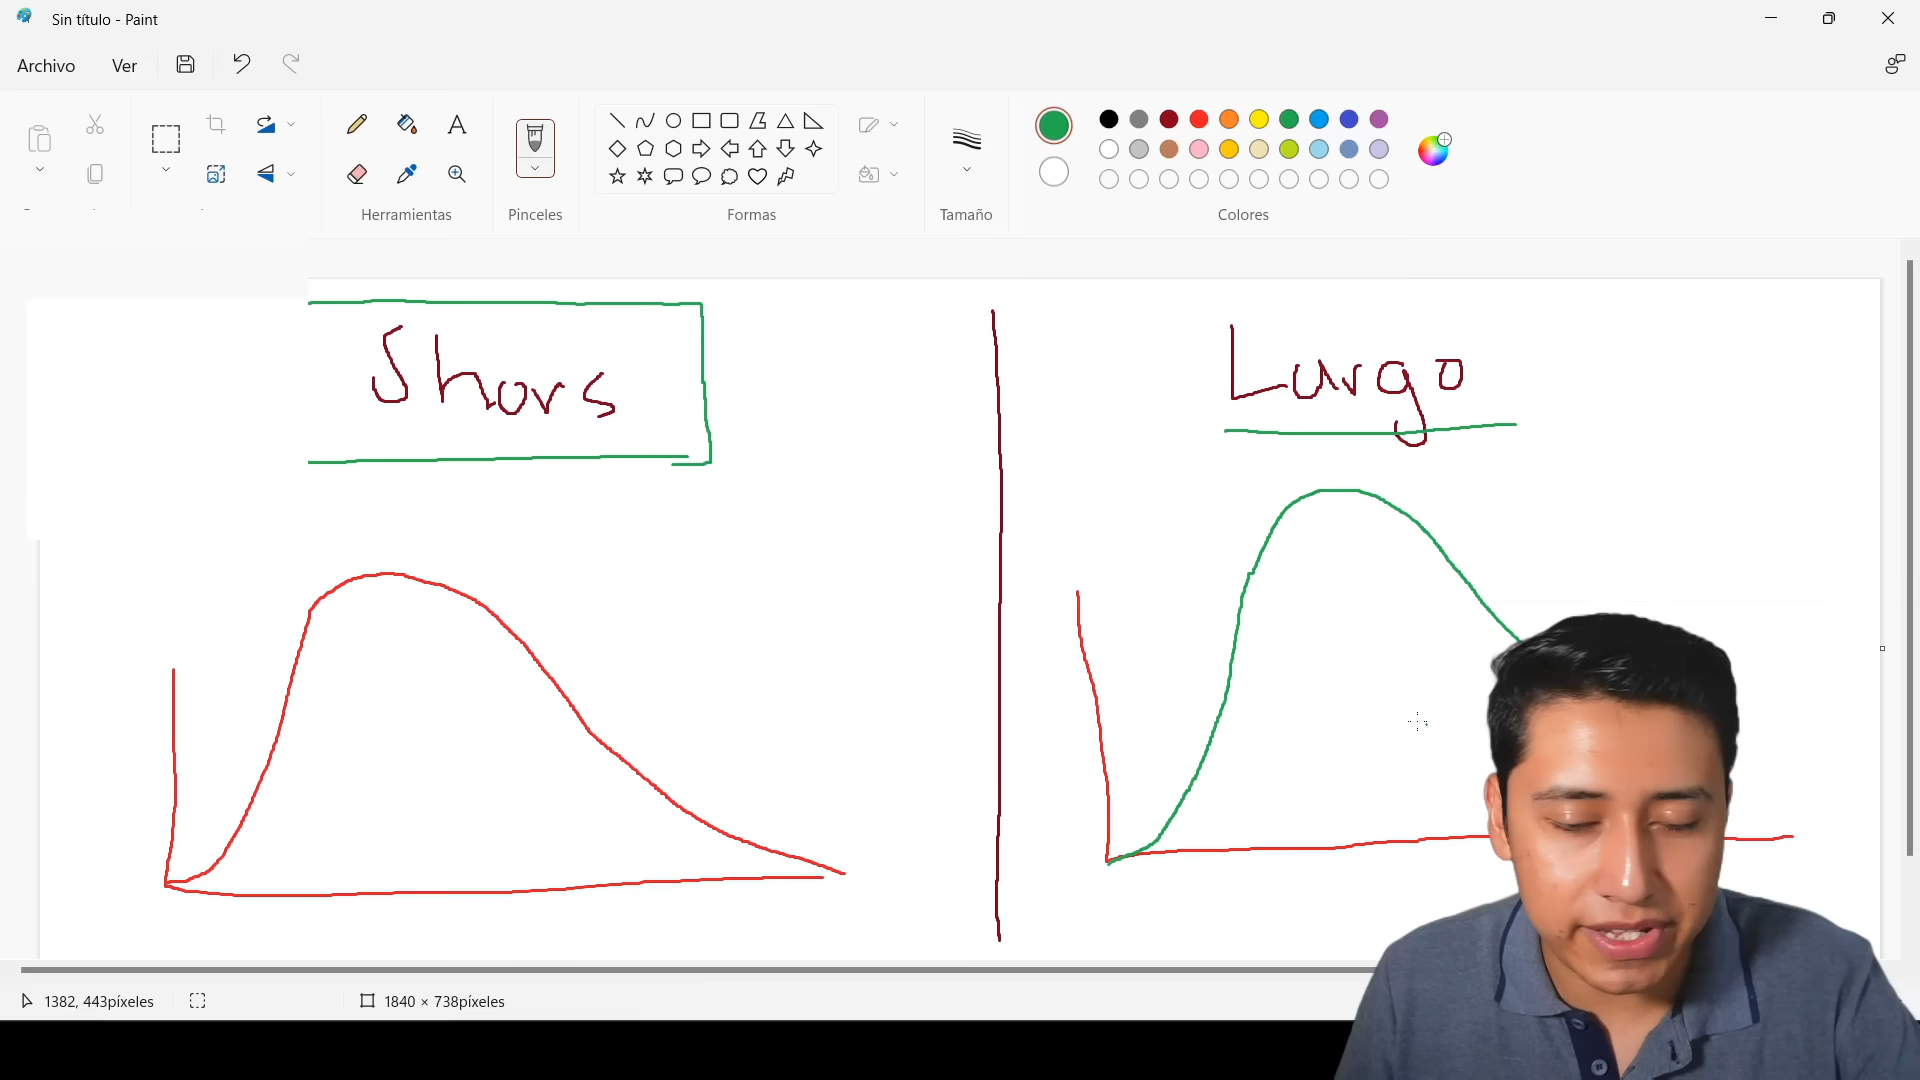 Sin título - Paint
Archivo Ver
Herramientas Pinceles Formas Tamaño Colores
Shors
Largo
1382, 443píxeles 1840 × 738píxeles